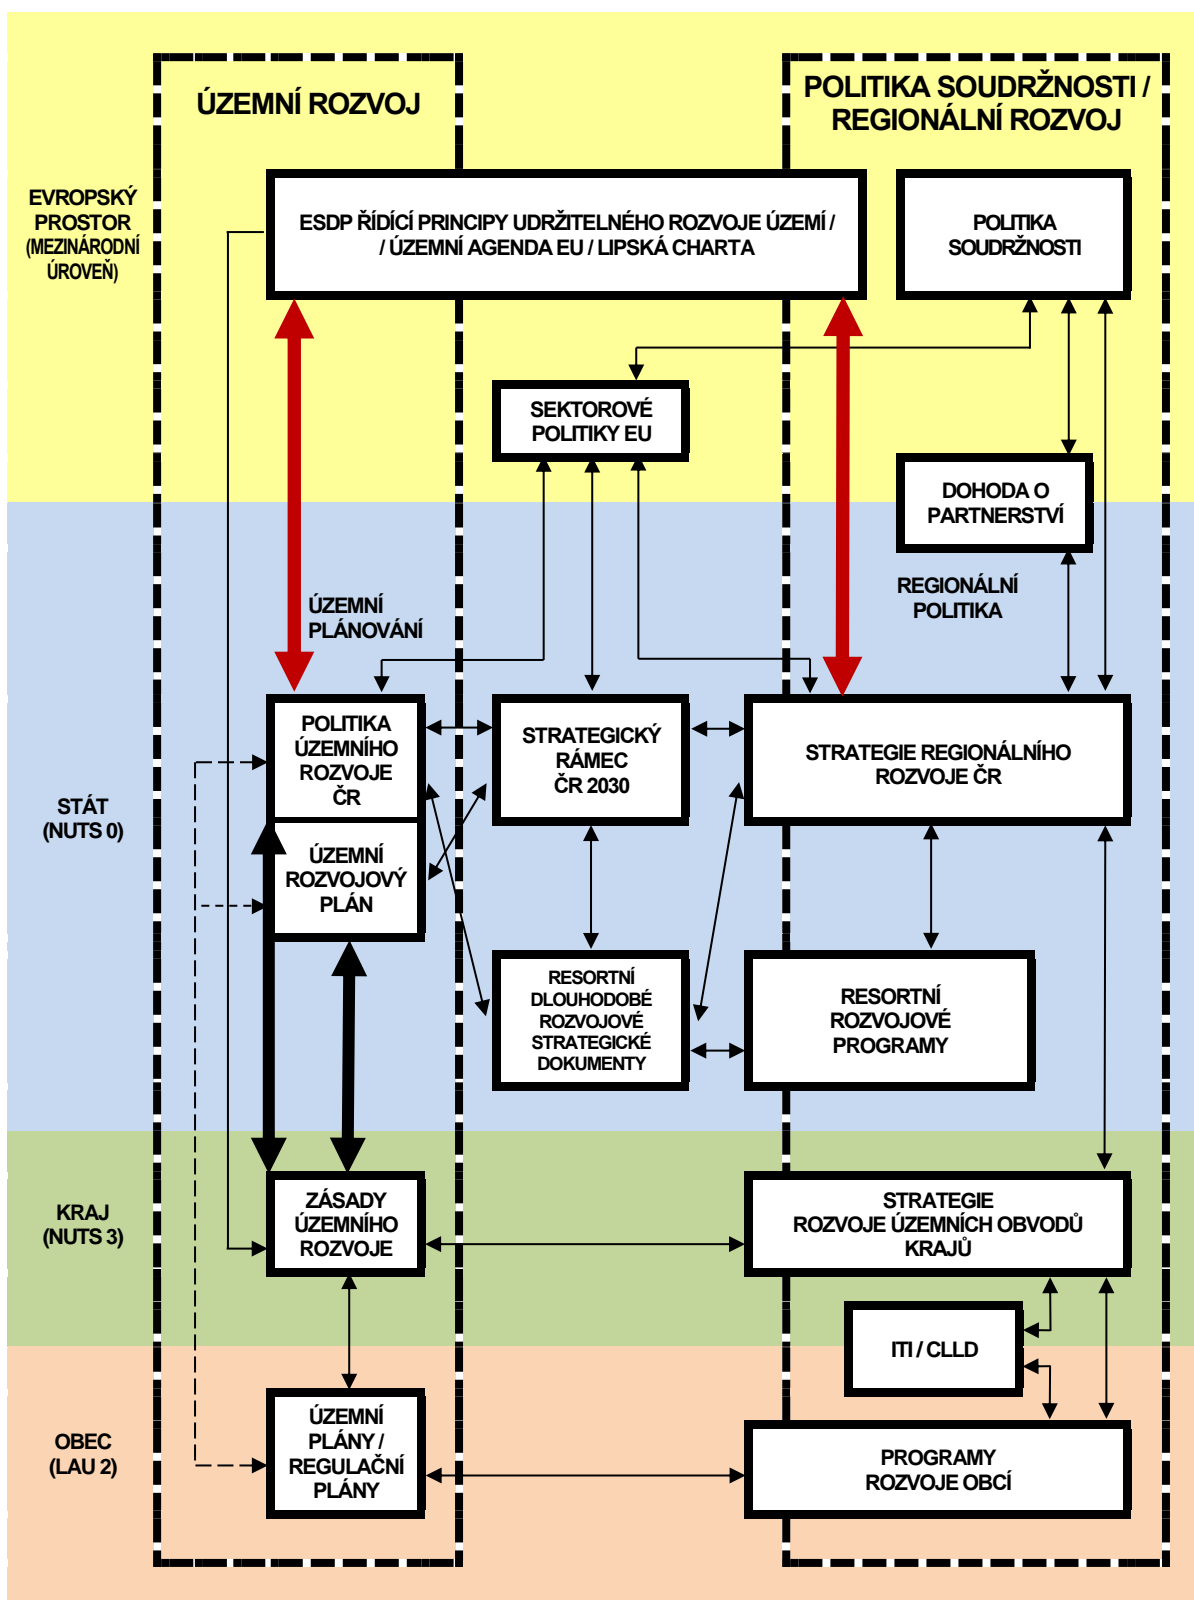 ÚZEMNÍ ROZVOJ
POLITIKA SOUDRŽNOSTI /
REGIONÁLNÍ ROZVOJ
EVROPSKÝ
PROSTOR
(MEZINÁRODNÍ
ÚROVEŇ)
ESDP ŘÍDÍCÍ PRINCIPY UDRŽITELNÉHO ROZVOJE ÚZEMÍ /
/ ÚZEMNÍ AGENDA EU / LIPSKÁ CHARTA
POLITIKA
SOUDRŽNOSTI
SEKTOROVÉ
POLITIKY EU
DOHODA O
PARTNERSTVÍ
ÚZEMNÍ
PLÁNOVÁNÍ
REGIONÁLNÍ
POLITIKA
STÁT
(NUTS 0)
POLITIKA
ÚZEMNÍHO
ROZVOJE
ČR
STRATEGICKÝ
RÁMEC
ČR 2030
STRATEGIE REGIONÁLNÍHO
ROZVOJE ČR
ÚZEMNÍ
ROZVOJOVÝ
PLÁN
RESORTNÍ
DLOUHODOBÉ
ROZVOJOVÉ
STRATEGICKÉ
DOKUMENTY
RESORTNÍ
ROZVOJOVÉ
PROGRAMY
KRAJ
(NUTS 3)
ZÁSADY
ÚZEMNÍHO
ROZVOJE
STRATEGIE
ROZVOJE ÚZEMNÍCH OBVODŮ
KRAJŮ
ITI / CLLD
OBEC
(LAU 2)
ÚZEMNÍ
PLÁNY /
REGULAČNÍ
PLÁNY
PROGRAMY
ROZVOJE OBCÍ